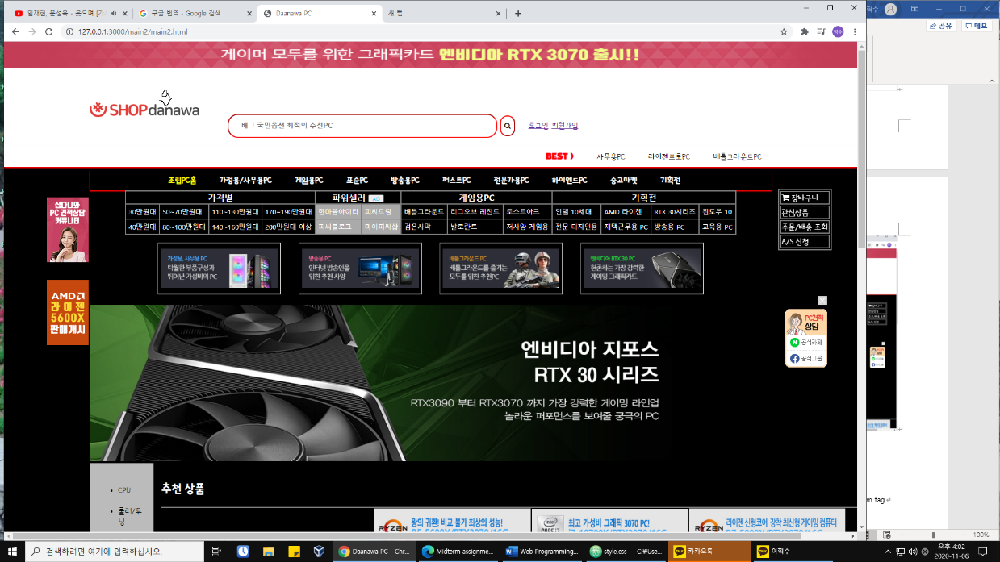 임재현, 문성욱 - 웃으며 [가
구글 번역 - Google 검색
Daanawa PC
새 탭
127.0.0.1:3000/main2/main2.html
공유
메모
게이머 모두를 위한 그래픽카드 엔비디아 RTX 3070 출시!!
SHOPdanawa
배그 국민옵션 최적의 추천PC
로그인 회원가입
BEST 사무용PC 라이젠프로PC 배틀그라운드PC
조립PC홈 가정용/사무용PC 게임용PC 표준PC 방송용PC 퍼스트PC 전문가용PC 하이엔드PC 중고마켓 기획전
가격별 파워셀러 AD 게임용PC 기획전
30만원대 50~70만원대 110~130만원대 170~190만원대 한마음아이티 피씨드림 배틀그라운드 리그오브 레전드 로스트아크 인텔 10세대 AMD 라이젠 RTX 30시리즈 윈도우 10
40만원대 80~100만원대 140~160만원대 200만원대 이상 피씨블로그 마이피씨샵 검은사막 발로란트 저사양 게임용 전문 디자인용 재택근무용 PC 방송용 PC 교육용 PC
장바구니
관심상품
주문/배송 조회
A/S 신청
샵다나와
PC견적상담
커뮤니티
AMD
라이젠
5600X
판매개시
가정용, 사무용 PC
탁월한 부품구성과
뛰어난 가성비의 PC
방송용 PC
인터넷 방송인을
위한 추천 사양
배틀그라운드 PC
배틀그라운드를 즐기는
모두를 위한 추천PC
엔비디아 RTX 30 PC
현존하는 가장 강력한
게이밍 그래픽카드
엔비디아 지포스
RTX 30 시리즈
RTX3090 부터 RTX3070 까지 가장 강력한 게이밍 라인업
놀라운 퍼포먼스를 보여줄 궁극의 PC
PC견적
상담
공식카페
공식그룹
CPU
쿨러/튜
닝
추천 상품
RYZEN 왕의 귀환! 비교 불가 최상의 성능!
intel 최고 가성비 그래픽 3070 PC!
RYZEN 라이젠 신형코어 장착 최신형 게이밍 컴퓨터
m tag.
100%
검색하려면 여기에 입력하십시오.
Daanawa PC - Chr...
Midterm assignme...
Web Programming...
style.css — C:₩Use...
카카오톡
어혁수
오후 4:02
2020-11-06